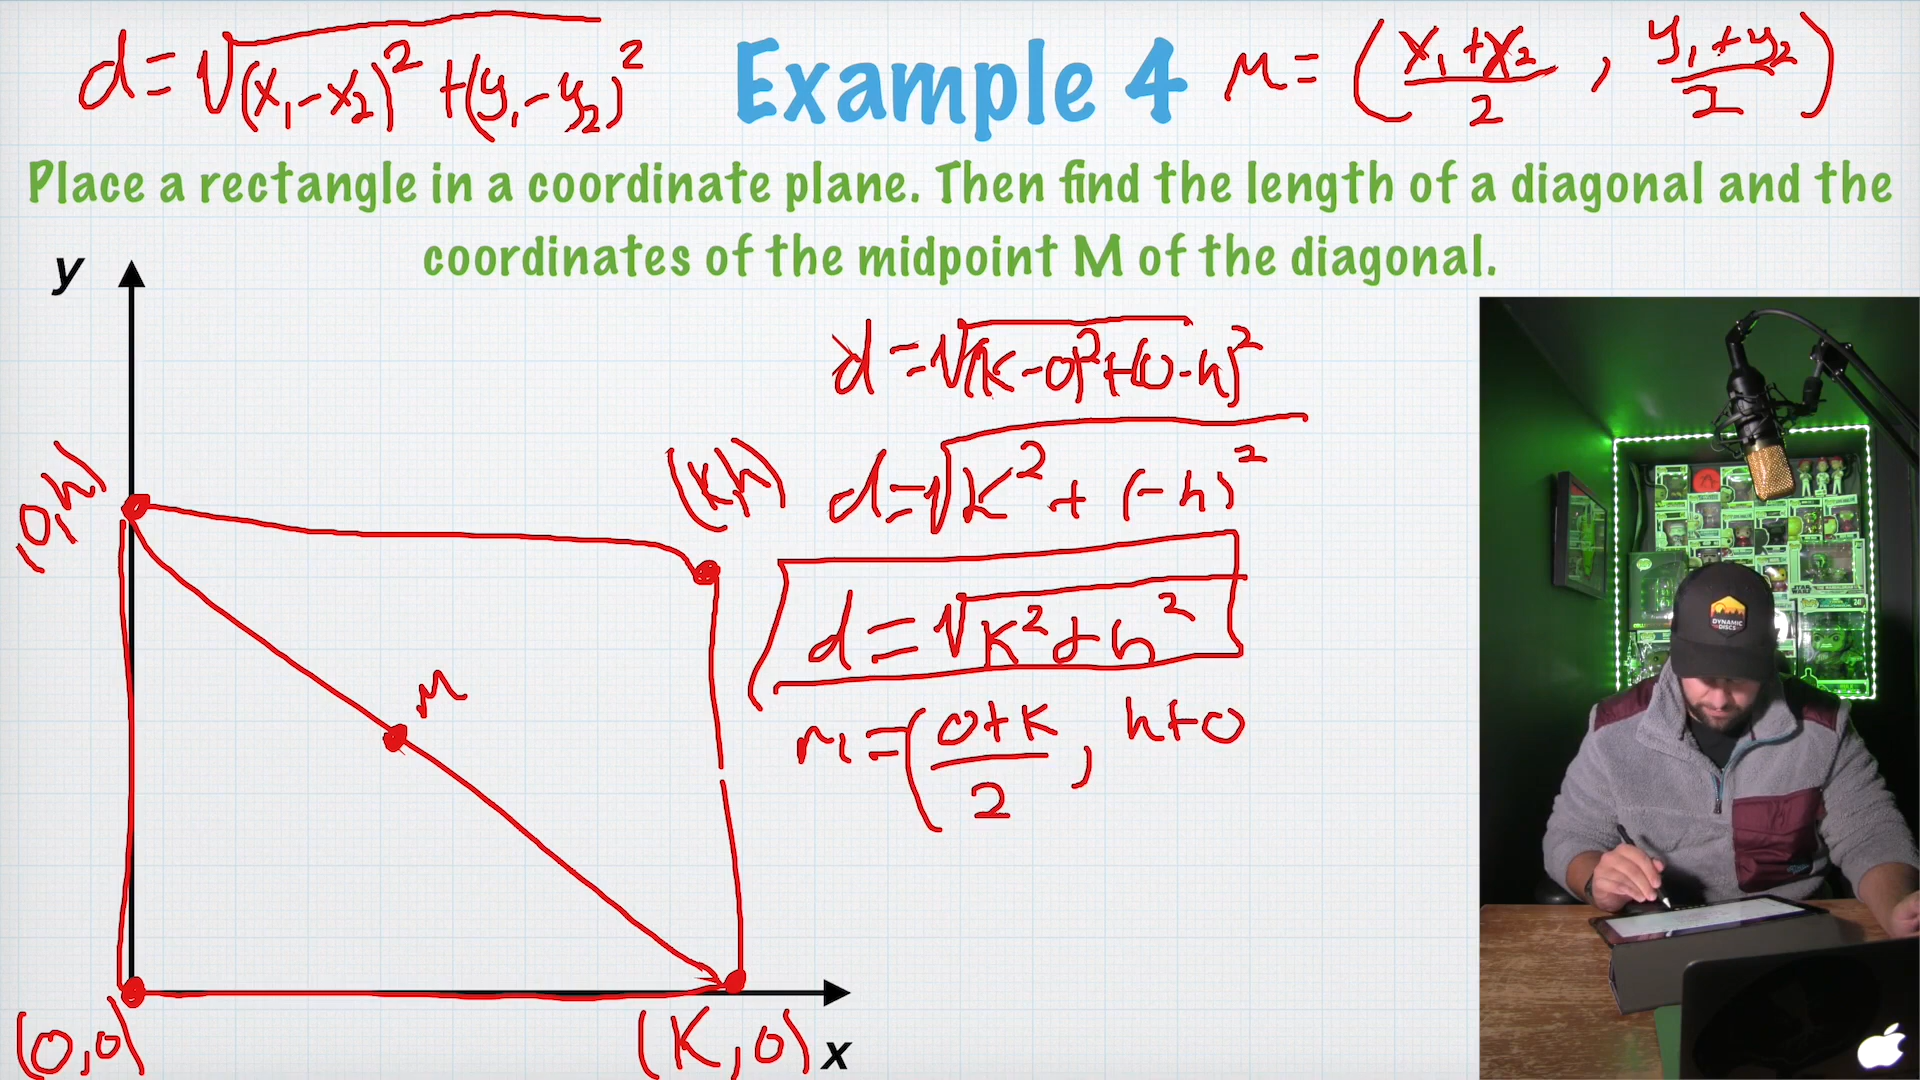 d=√(x₁-x₂)²+(y₁-y₂)²
Example 4
M=(x₁+x₂/2, y₁+y₂/2)
Place a rectangle in a coordinate plane. Then find the length of a diagonal and the
coordinates of the midpoint M of the diagonal.
y
(0,h)
(K,h)
M
(0,0)
(K,0)
x
d=√(K-0)²+(0-h)²
d=√K²+(-h)²
d=√K²+h²
M=(0+K/2, h+0
DYNAMIC
DISCS